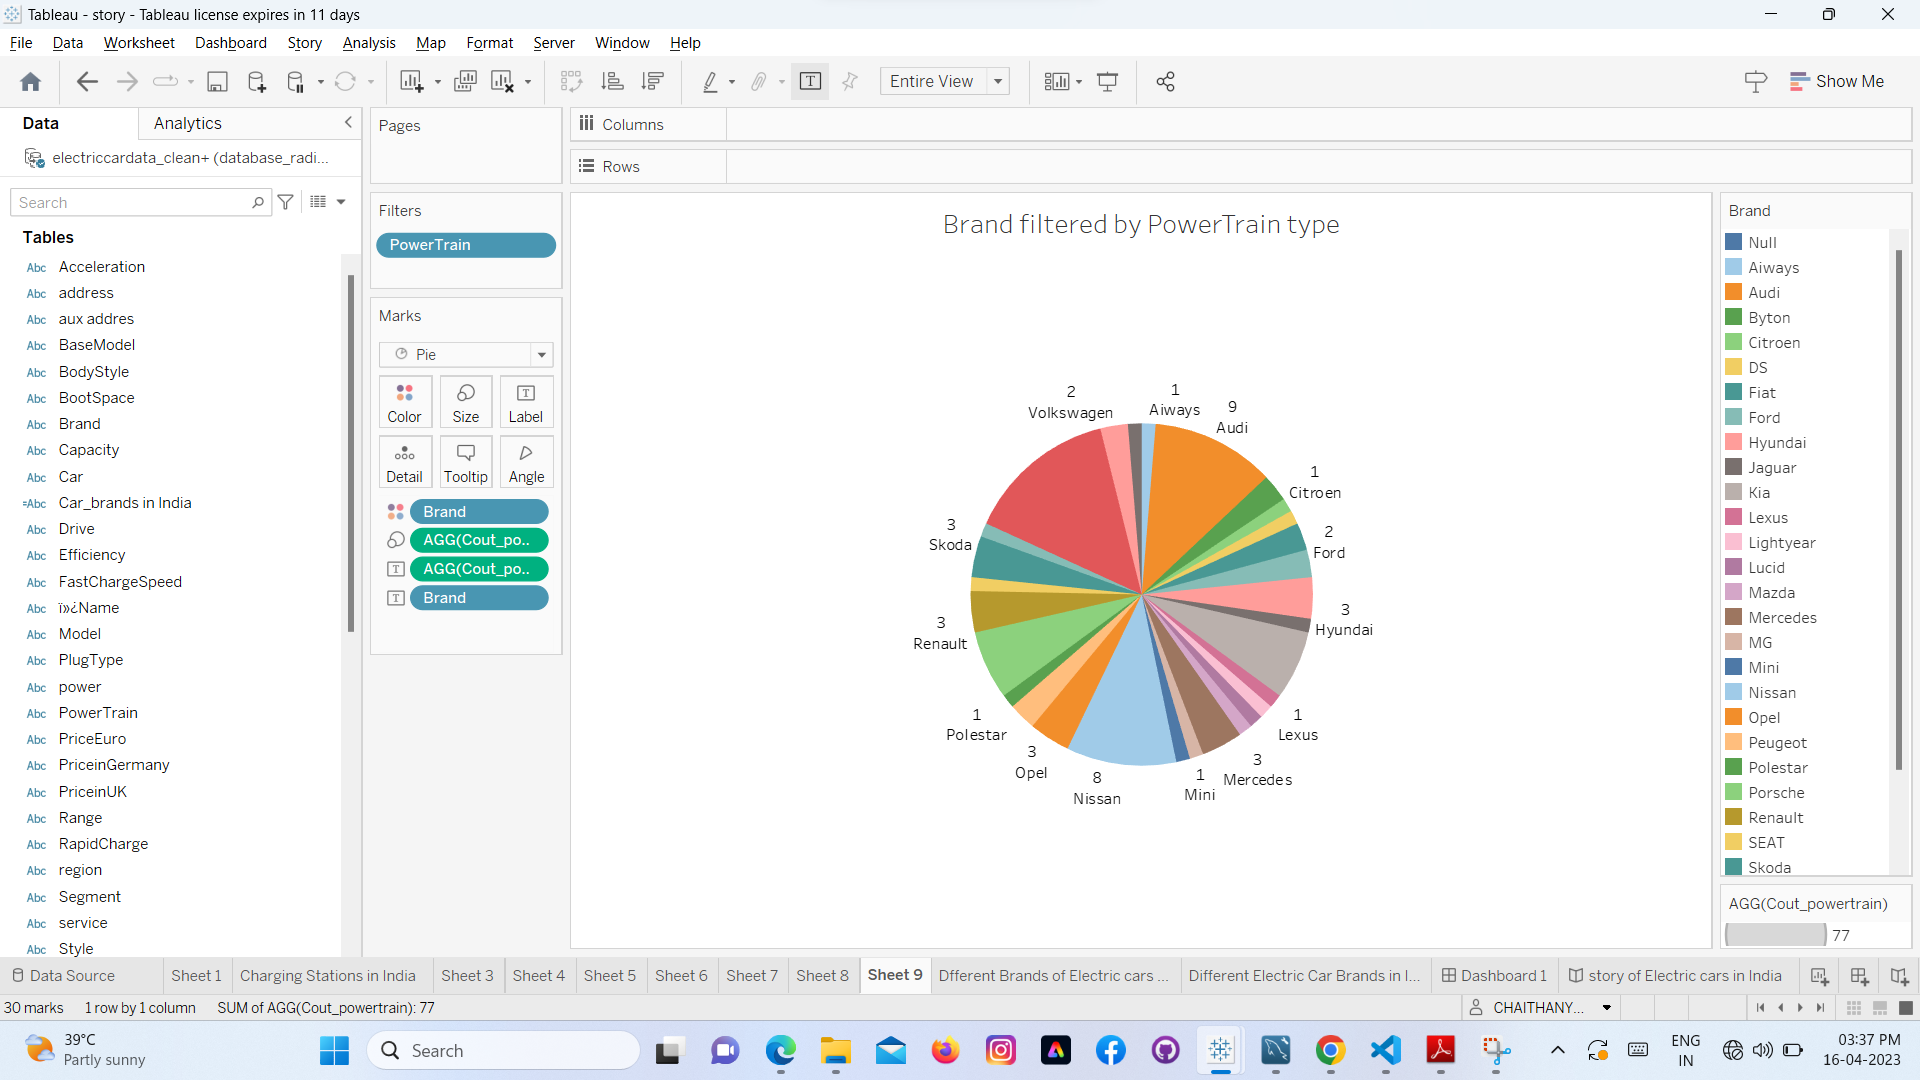 Tableau - story - Tableau license expires in 11 days
File Data Worksheet Dashboard Story Analysis Map Format Server Window Help
Entire View
Show Me
Data
Analytics
electriccardata_clean+ (database_radi...
Search
Tables
Abc Acceleration
Abc address
Abc aux addres
Abc BaseModel
Abc BodyStyle
Abc BootSpace
Abc Brand
Abc Capacity
Abc Car
=Abc Car_brands in India
Abc Drive
Abc Efficiency
Abc FastChargeSpeed
Abc ï»¿Name
Abc Model
Abc PlugType
Abc power
Abc PowerTrain
Abc PriceEuro
Abc PriceinGermany
Abc PriceinUK
Abc Range
Abc RapidCharge
Abc region
Abc Segment
Abc service
Abc Style
Pages
Filters
PowerTrain
Marks
Pie
Color Size Label
Detail Tooltip Angle
Brand
AGG(Cout_po..
AGG(Cout_po..
Brand
Columns
Rows
Brand filtered by PowerTrain type
2
Volkswagen
1
Aiways
9
Audi
1
Citroen
2
Ford
3
Hyundai
1
Lexus
3
Mercedes
1
Mini
8
Nissan
3
Opel
1
Polestar
3
Renault
3
Skoda
Brand
Null
Aiways
Audi
Byton
Citroen
DS
Fiat
Ford
Hyundai
Jaguar
Kia
Lexus
Lightyear
Lucid
Mazda
Mercedes
MG
Mini
Nissan
Opel
Peugeot
Polestar
Porsche
Renault
SEAT
Skoda
AGG(Cout_powertrain)
77
Data Source Sheet 1 Charging Stations in India Sheet 3 Sheet 4 Sheet 5 Sheet 6 Sheet 7 Sheet 8 Sheet 9 Dfferent Brands of Electric cars ... Different Electric Car Brands in I... Dashboard 1 story of Electric cars in India
30 marks 1 row by 1 column SUM of AGG(Cout_powertrain): 77
CHAITHANY...
39°C
Partly sunny
Search
ENG
IN
03:37 PM
16-04-2023